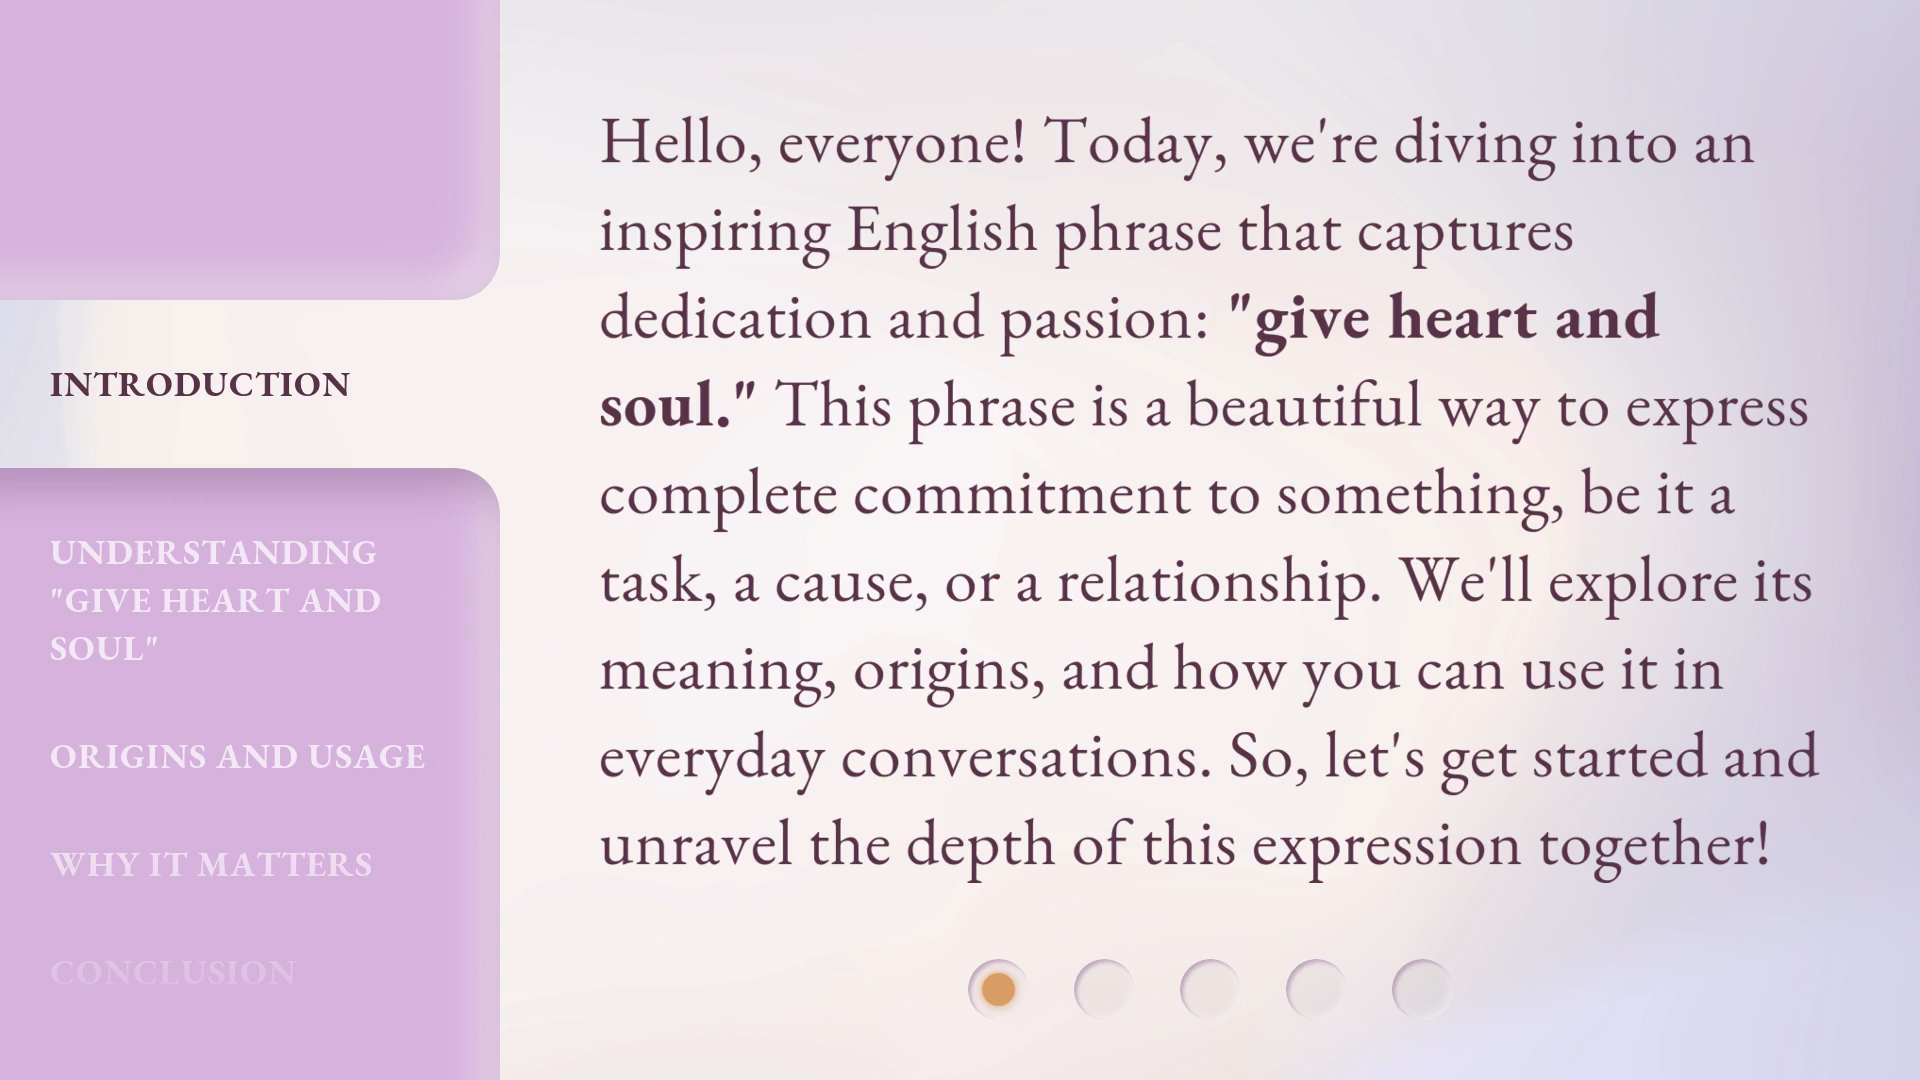 INTRODUCTION
UNDERSTANDING
"GIVE HEART AND
SOUL"
ORIGINS AND USAGE
WHY IT MATTERS
CONCLUSION
Hello, everyone! Today, we're diving into an
inspiring English phrase that captures
dedication and passion: "give heart and
soul." This phrase is a beautiful way to express
complete commitment to something, be it a
task, a cause, or a relationship. We'll explore its
meaning, origins, and how you can use it in
everyday conversations. So, let's get started and
unravel the depth of this expression together!